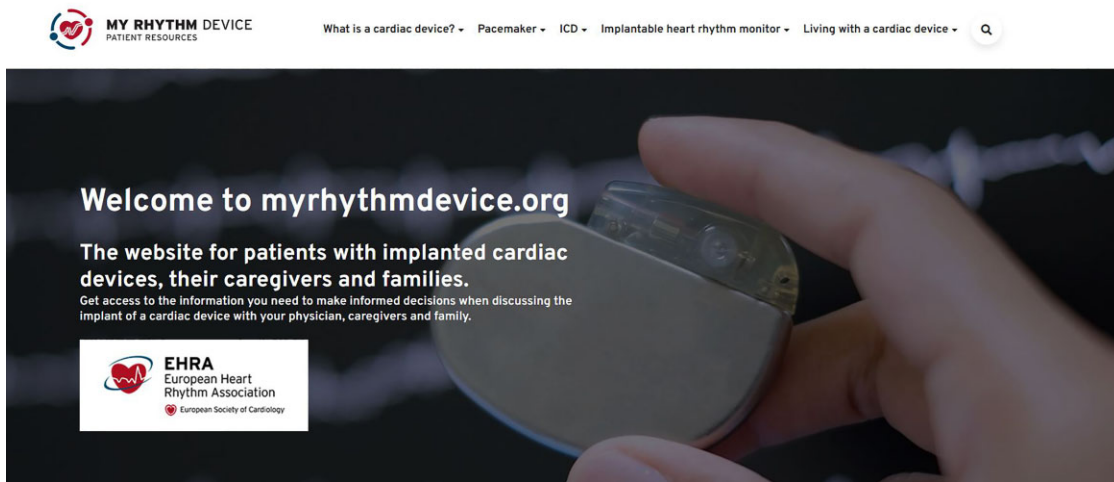 MY RHYTHM DEVICE
PATIENT RESOURCES
What is a cardiac device? Pacemaker ICD Implantable heart rhythm monitor Living with a cardiac device
Welcome to myrhythmdevice.org
The website for patients with implanted cardiac
devices, their caregivers and families.
Get access to the information you need to make informed decisions when discussing the
implant of a cardiac device with your physician, caregivers and family.
EHRA
European Heart
Rhythm Association
European Society of Cardiology